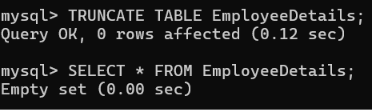 mysql> TRUNCATE TABLE EmployeeDetails;
Query OK, 0 rows affected (0.12 sec)
mysql> SELECT * FROM EmployeeDetails;
Empty set (0.00 sec)